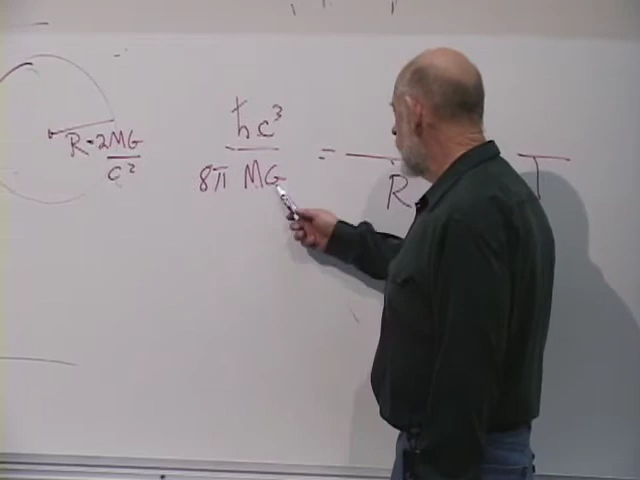 R = 2MG
c²
ħc³
8π MG
=
R
T